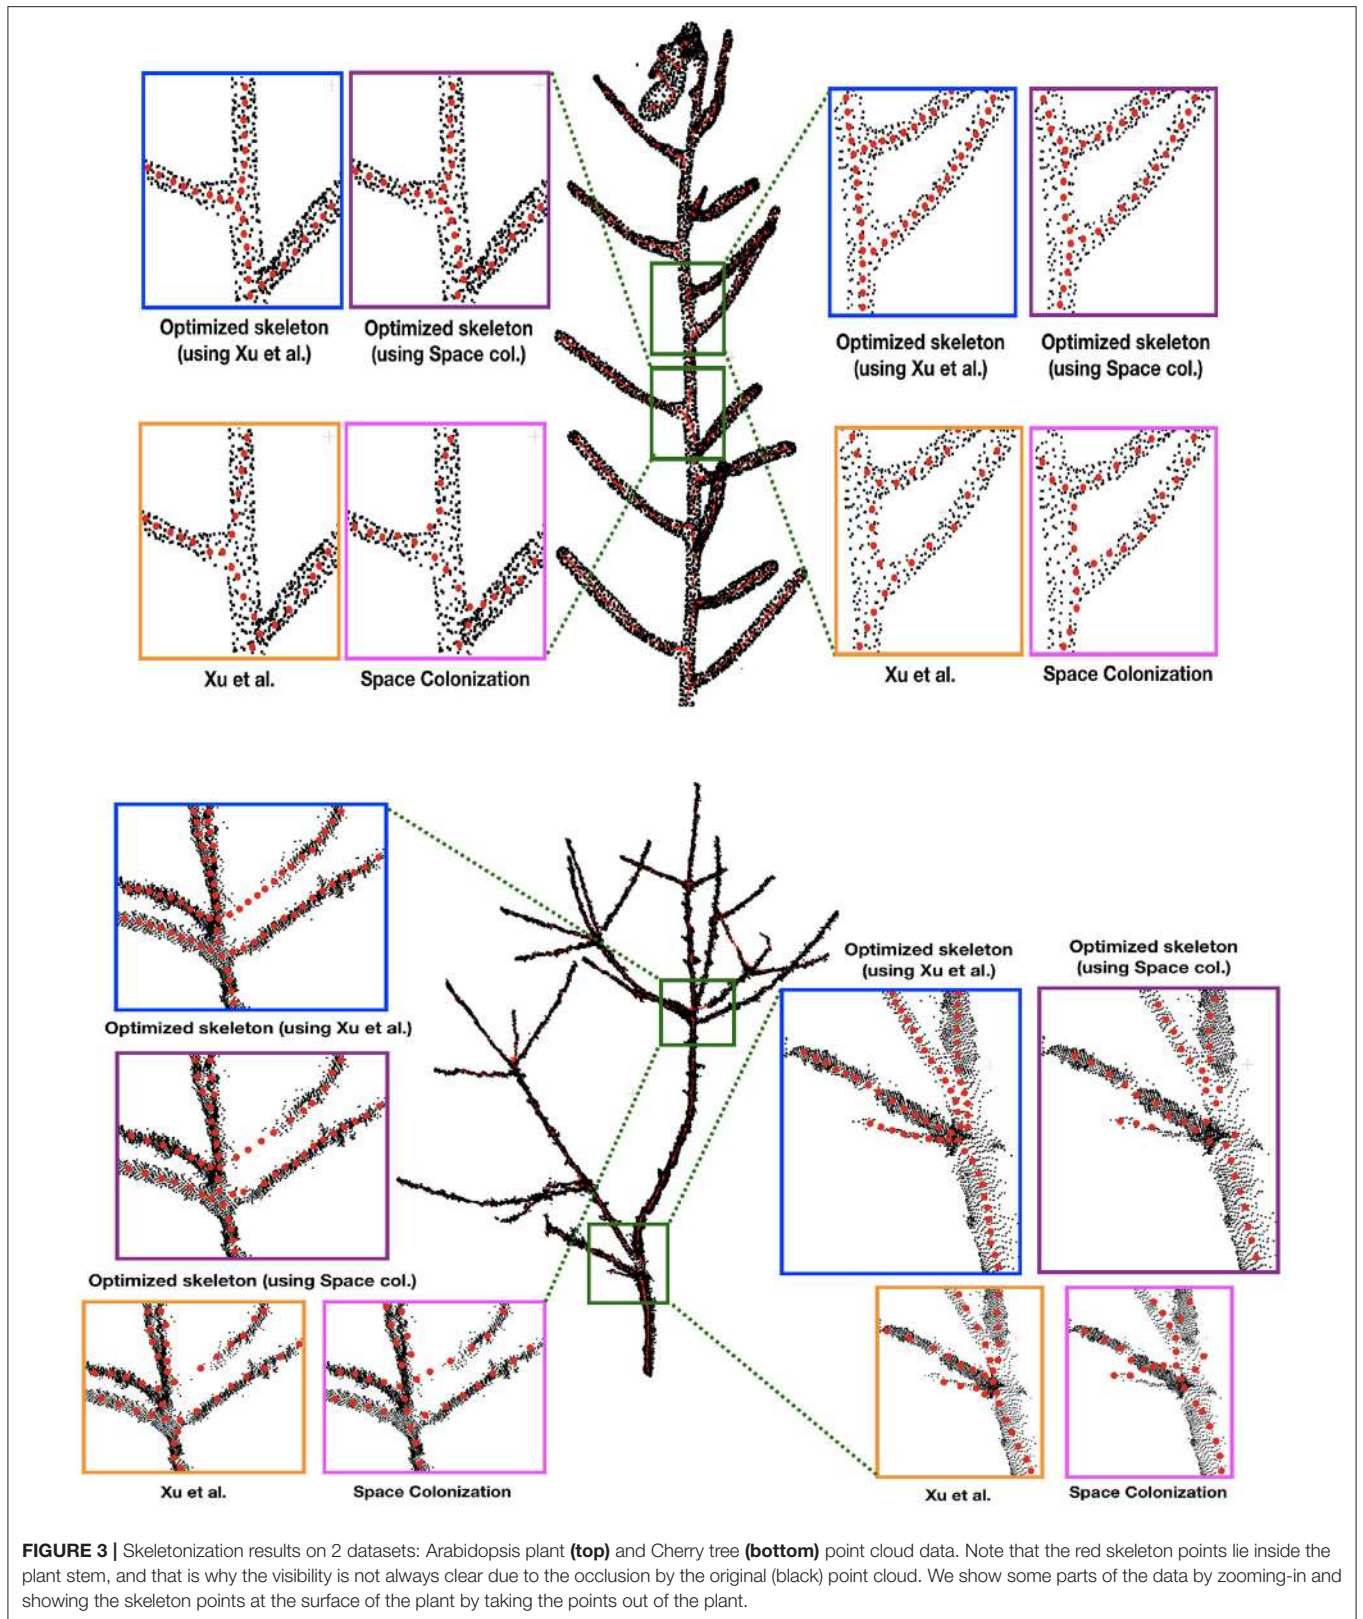 Optimized skeleton
(using Xu et al.)
Optimized skeleton
(using Space col.)
Optimized skeleton
(using Xu et al.)
Optimized skeleton
(using Space col.)
Xu et al.
Space Colonization
Xu et al.
Space Colonization
Optimized skeleton
(using Xu et al.)
Optimized skeleton
(using Space col.)
Optimized skeleton (using Xu et al.)
Optimized skeleton (using Space col.)
Xu et al.
Space Colonization
Xu et al.
Space Colonization
FIGURE 3 | Skeletonization results on 2 datasets: Arabidopsis plant (top) and Cherry tree (bottom) point cloud data. Note that the red skeleton points lie inside the
plant stem, and that is why the visibility is not always clear due to the occlusion by the original (black) point cloud. We show some parts of the data by zooming-in and
showing the skeleton points at the surface of the plant by taking the points out of the plant.